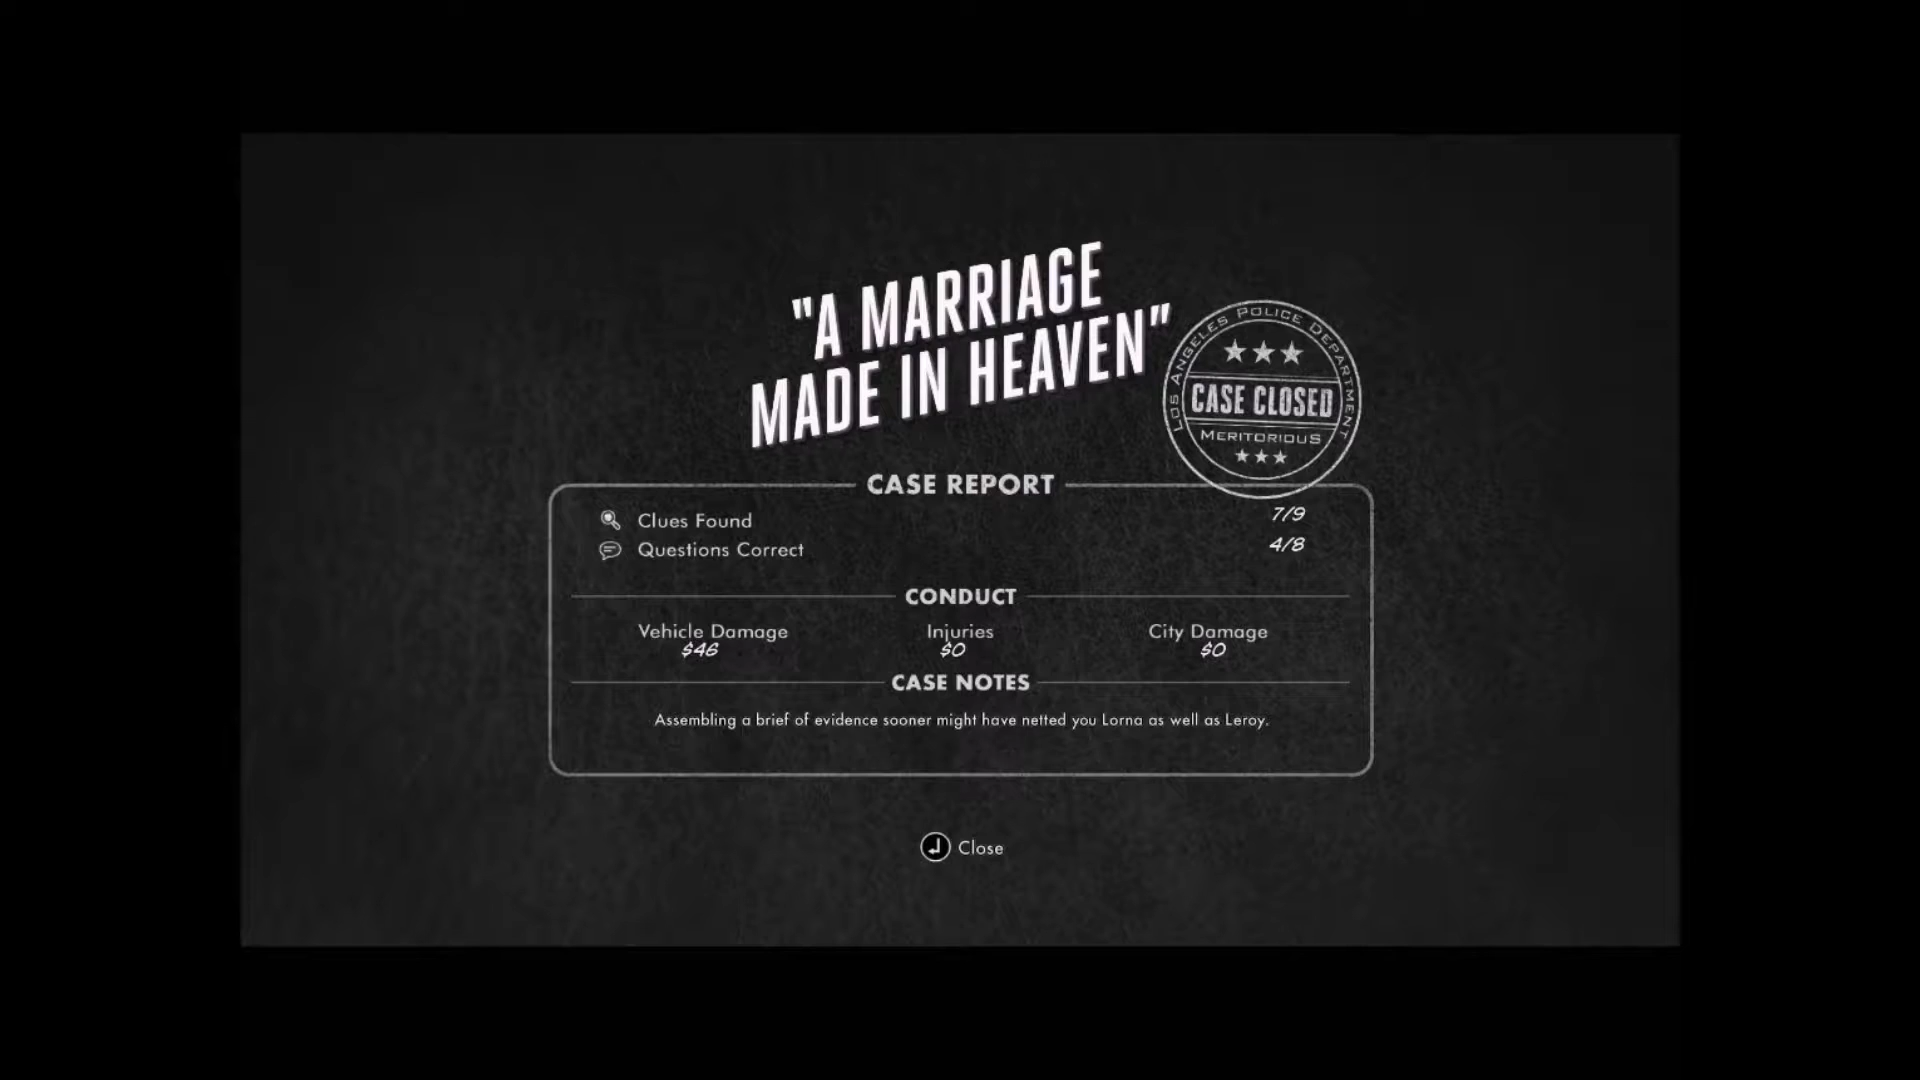 "A MARRIAGE
MADE IN HEAVEN"
LOS ANGELES POLICE DEPARTMENT
CASE CLOSED
MERITORIOUS
CASE REPORT
Clues Found 7/9
Questions Correct 4/8
CONDUCT
Vehicle Damage Injuries City Damage
$46 $0 $0
CASE NOTES
Assembling a brief of evidence sooner might have netted you Lorna as well as Leroy.
Close